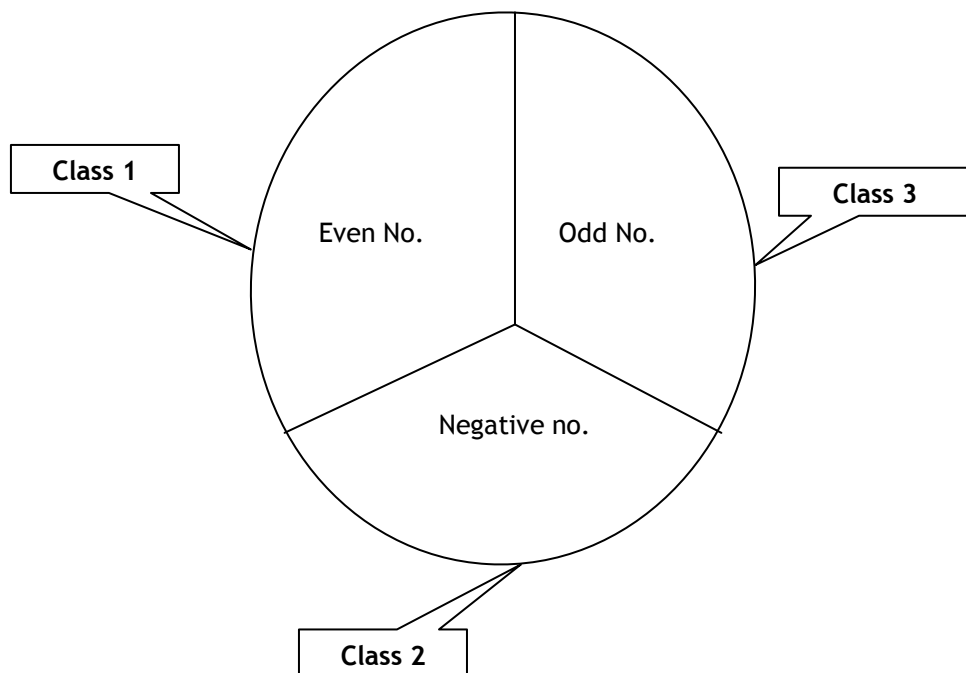 Class 1
Class 3
Even No.
Odd No.
Negative no.
Class 2